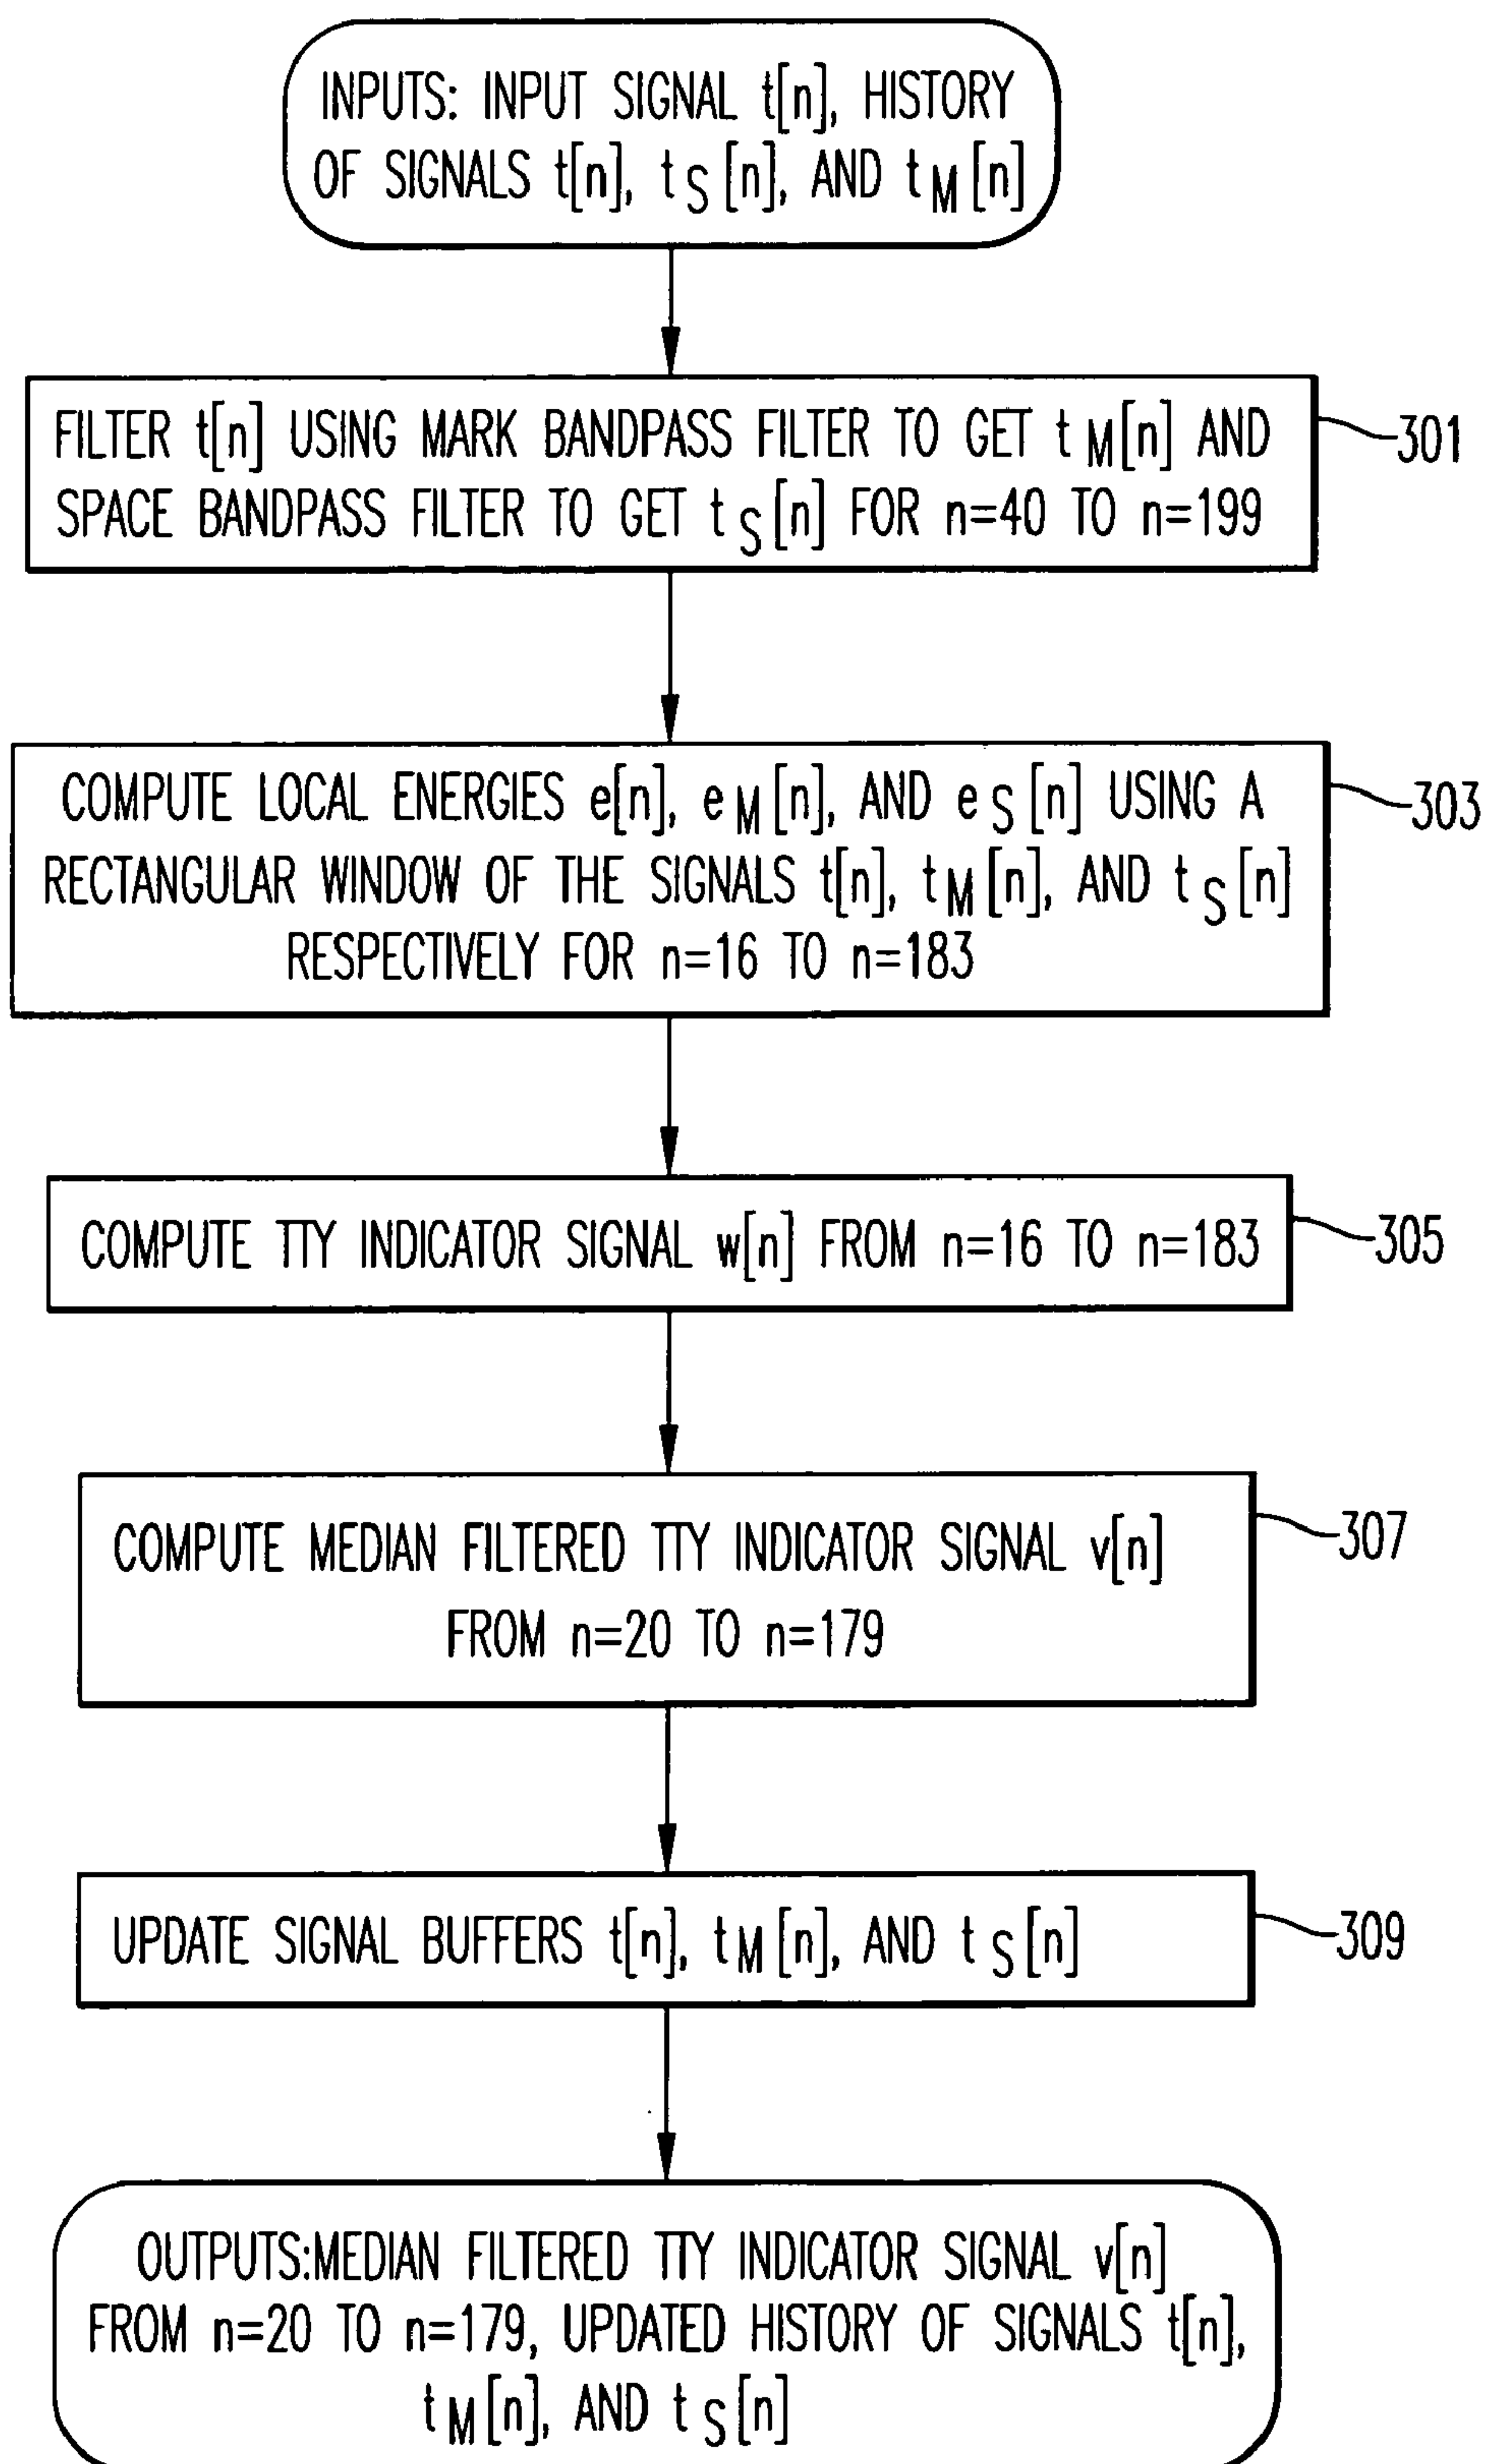 INPUTS: INPUT SIGNAL t[n], HISTORY
OF SIGNALS t[n], tS[n], AND tM[n]
FILTER t[n] USING MARK BANDPASS FILTER TO GET tM[n] AND
SPACE BANDPASS FILTER TO GET tS[n] FOR n=40 TO n=199
301
COMPUTE LOCAL ENERGIES e[n], eM[n], AND eS[n] USING A
RECTANGULAR WINDOW OF THE SIGNALS t[n], tM[n], AND tS[n]
RESPECTIVELY FOR n=16 TO n=183
303
COMPUTE TTY INDICATOR SIGNAL w[n] FROM n=16 TO n=183
305
COMPUTE MEDIAN FILTERED TTY INDICATOR SIGNAL v[n]
FROM n=20 TO n=179
307
UPDATE SIGNAL BUFFERS t[n], tM[n], AND tS[n]
309
OUTPUTS:MEDIAN FILTERED TTY INDICATOR SIGNAL v[n]
FROM n=20 TO n=179, UPDATED HISTORY OF SIGNALS t[n],
tM[n], AND tS[n]